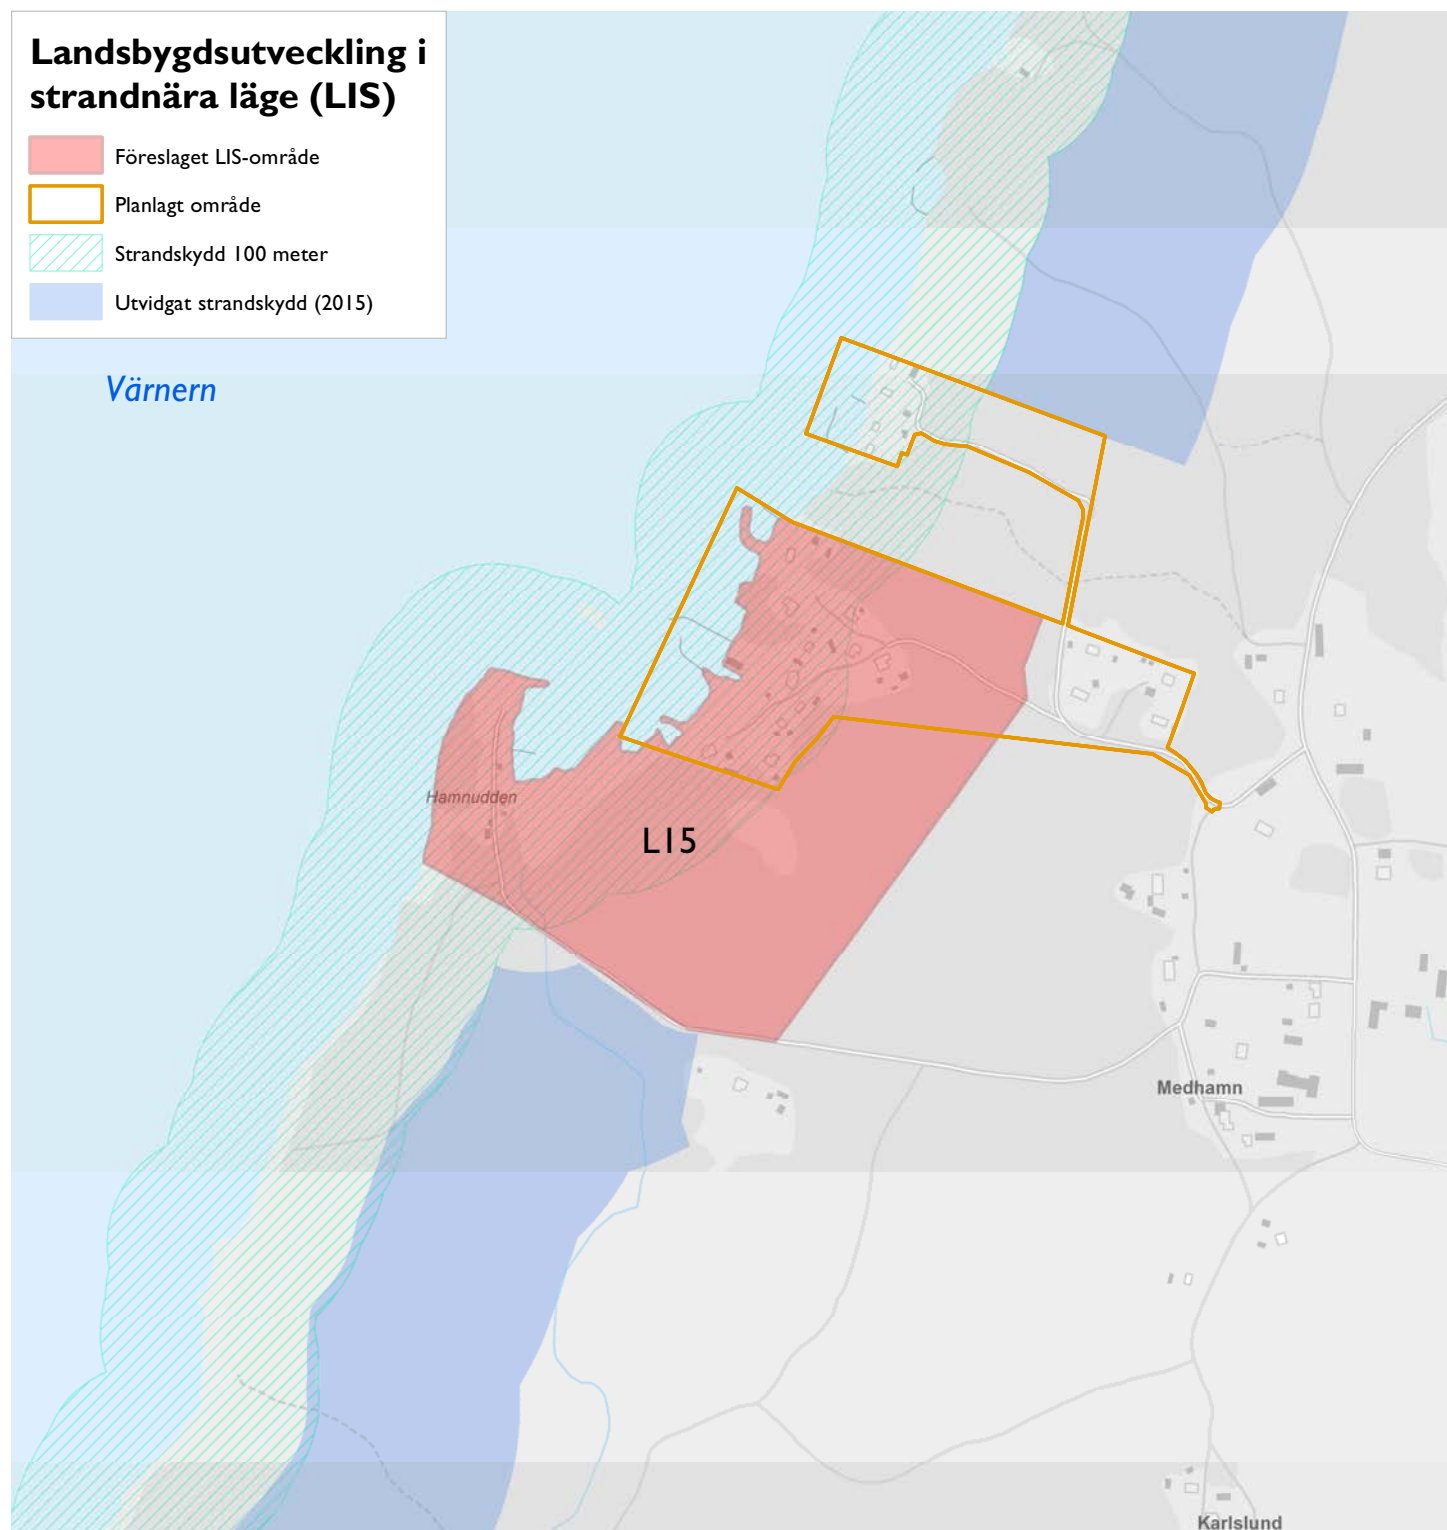 Landsbygdsutveckling i
strandnära läge (LIS)
Föreslaget LIS-område
Planlagt område
Strandskydd 100 meter
Utvidgat strandskydd (2015)
Värnern
Hamnudden
L15
Medhamn
Karlslund